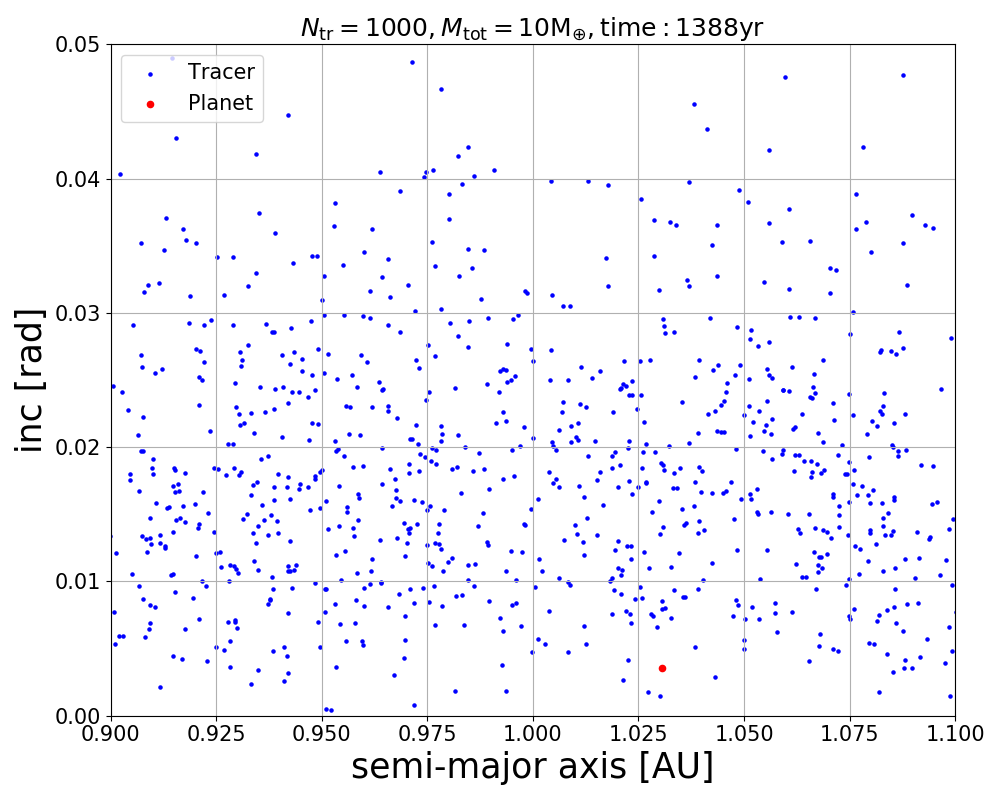 N_tr = 1000, M_tot = 10M_⊕, time : 1388yr
0.05
Tracer
Planet
0.04
0.03
inc [rad]
0.02
0.01
0.00
0.900 0.925 0.950 0.975 1.000 1.025 1.050 1.075 1.100
semi-major axis [AU]